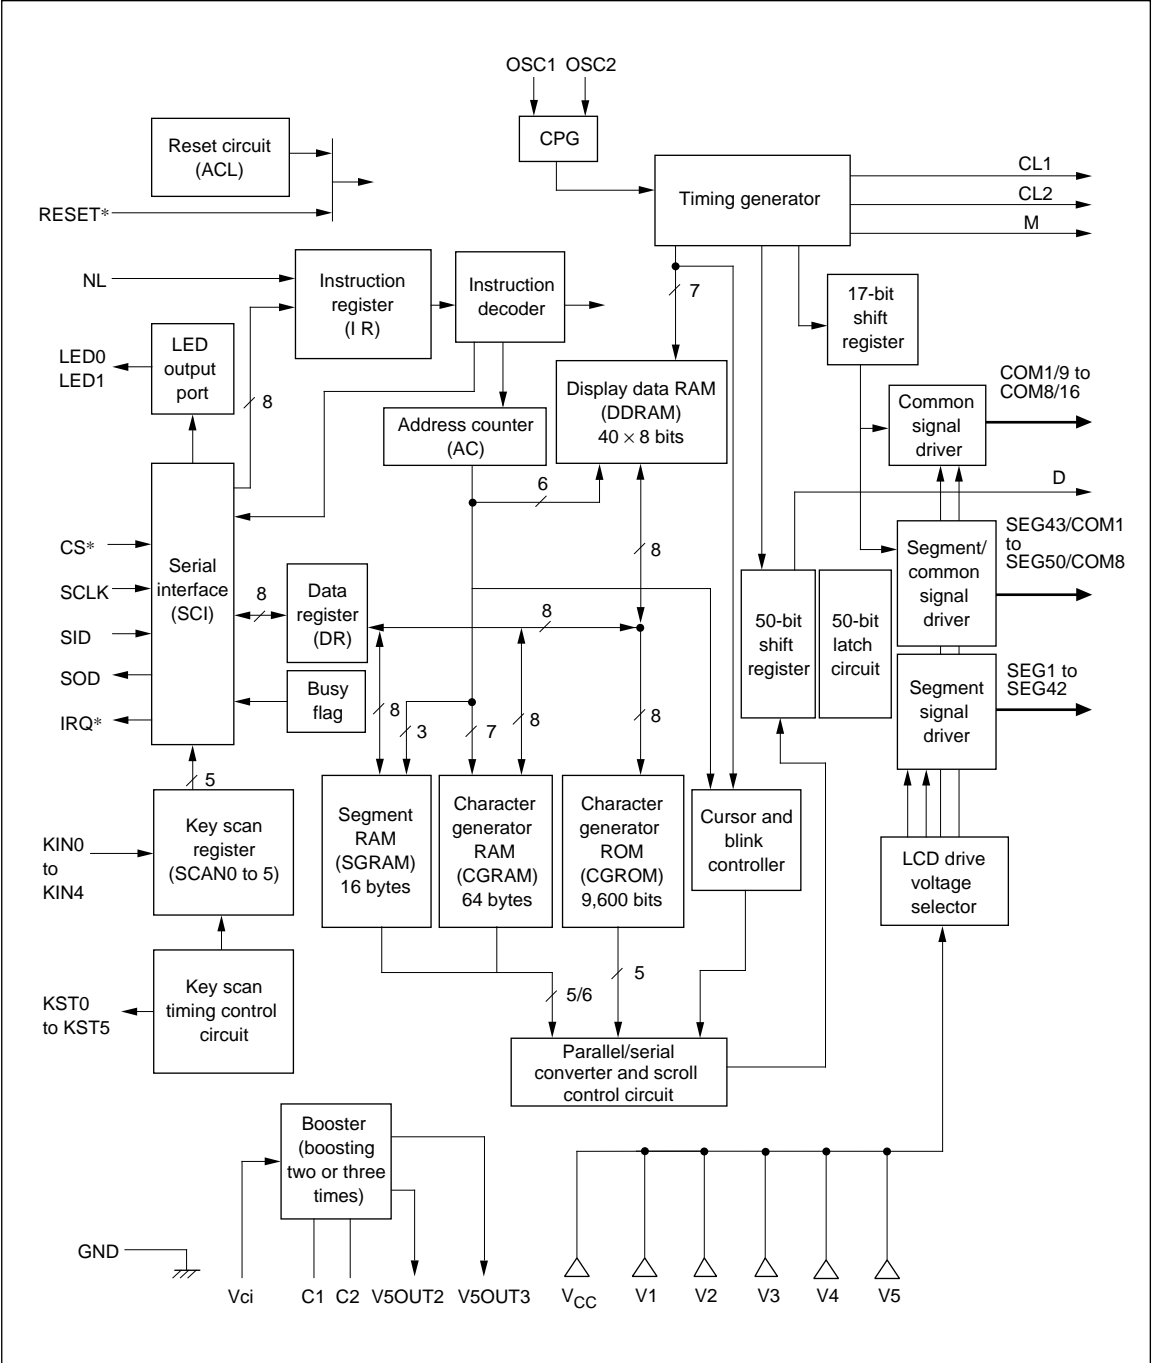 OSC1 OSC2
CPG
Reset circuit
(ACL)
RESET*
Timing generator
CL1
CL2
M
NL
Instruction
register
(I R)
Instruction
decoder
7
17-bit
shift
register
LED0
LED1
LED
output
port
8
Display data RAM
(DDRAM)
40 × 8 bits
COM1/9 to
COM8/16
Common
signal
driver
Address counter
(AC)
6
D
CS*
SCLK
SID
SOD
IRQ*
Serial
interface
(SCI)
8
Data
register
(DR)
8
8
Busy
flag
50-bit
shift
register
50-bit
latch
circuit
Segment/
common
signal
driver
SEG43/COM1
to
SEG50/COM8
Segment
signal
driver
SEG1 to
SEG42
8
3
7
8
8
5
Key scan
register
(SCAN0 to 5)
KIN0
to
KIN4
Segment
RAM
(SGRAM)
16 bytes
Character
generator
RAM
(CGRAM)
64 bytes
Character
generator
ROM
(CGROM)
9,600 bits
Cursor and
blink
controller
LCD drive
voltage
selector
KST0
to KST5
Key scan
timing control
circuit
5/6
5
Parallel/serial
converter and scroll
control circuit
Booster
(boosting
two or three
times)
GND
Vci
C1
C2
V5OUT2
V5OUT3
VCC
V1
V2
V3
V4
V5